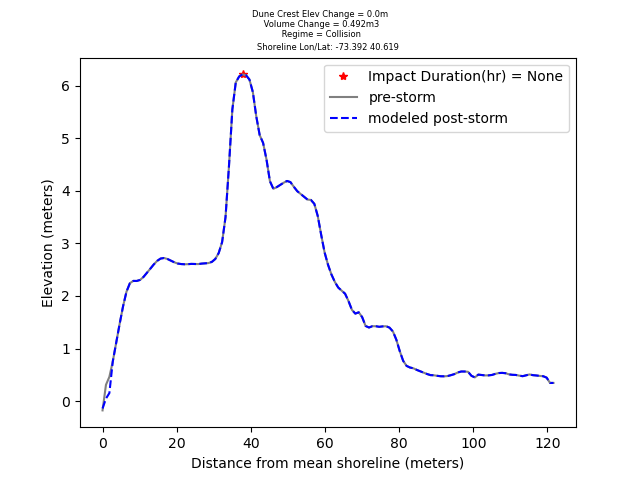 Dune Crest Elev Change = 0.0m
Volume Change = 0.492m3
Regime = Collision
Shoreline Lon/Lat: -73.392 40.619
Impact Duration(hr) = None
pre-storm
modeled post-storm
Elevation (meters)
6
5
4
3
2
1
0
0 20 40 60 80 100 120
Distance from mean shoreline (meters)